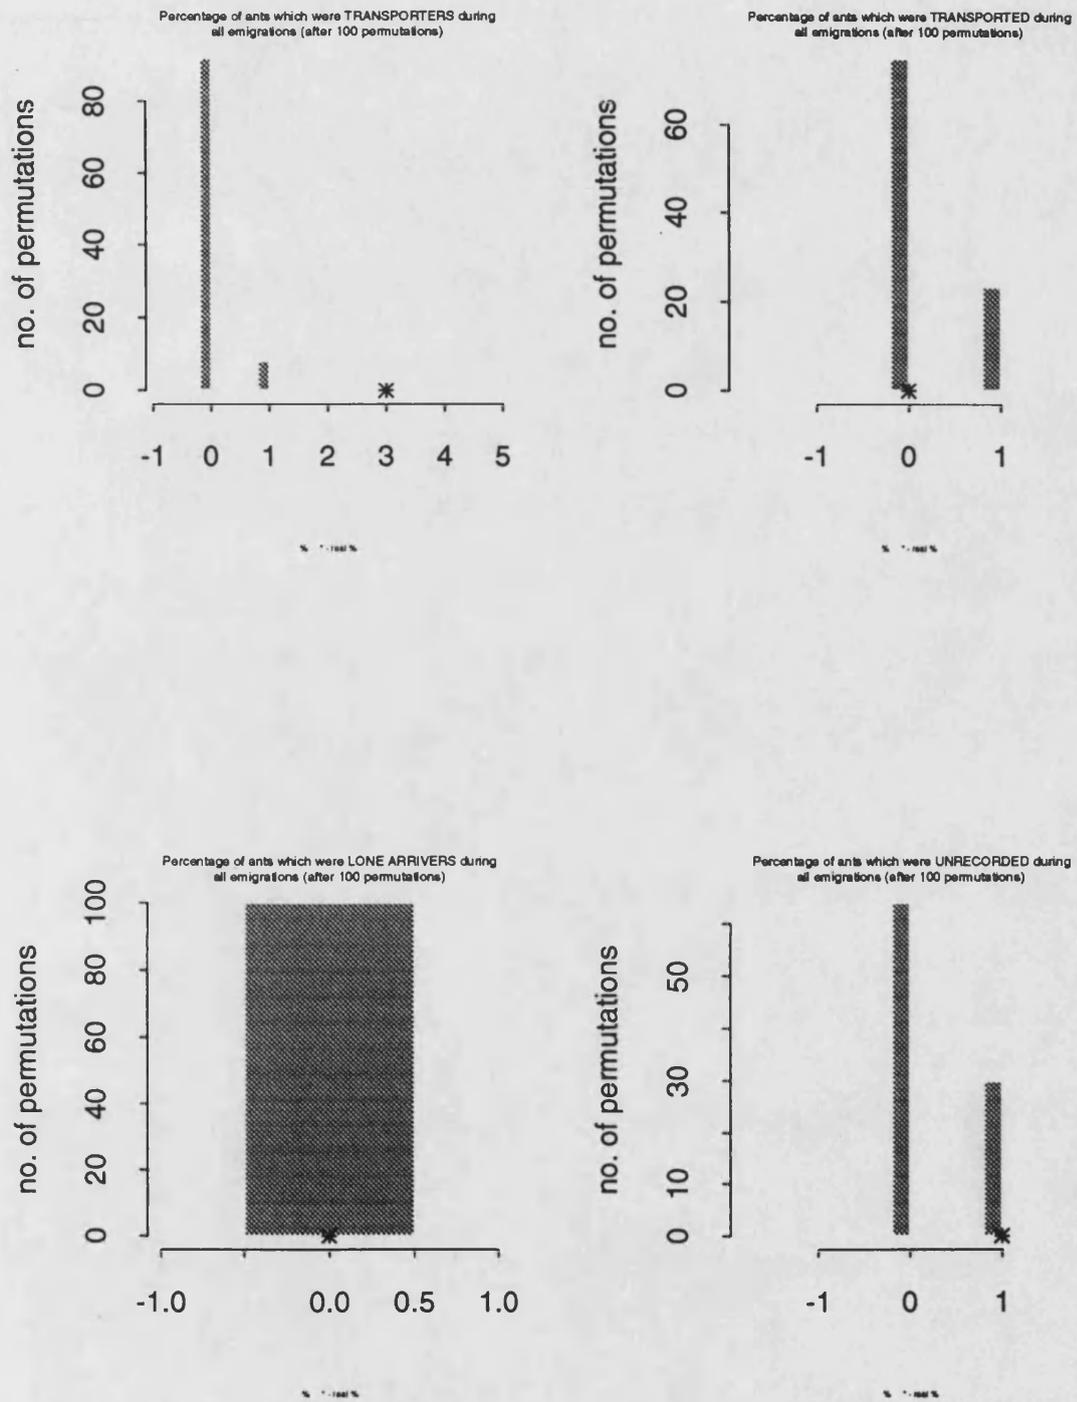 Percentage of ants which were TRANSPORTERS during
all emigrations (after 100 permutations)
no. of permutations
80
60
40
20
0
-1 0 1 2 3 4 5
% * - real %
Percentage of ants which were TRANSPORTED during
all emigrations (after 100 permutations)
no. of permutations
60
40
20
0
-1 0 1
% * - real %
Percentage of ants which were LONE ARRIVERS during
all emigrations (after 100 permutations)
no. of permutations
100
80
60
40
20
0
-1.0 0.0 0.5 1.0
% * - real %
Percentage of ants which were UNRECORDED during
all emigrations (after 100 permutations)
no. of permutations
50
30
10
0
-1 0 1
% * - real %